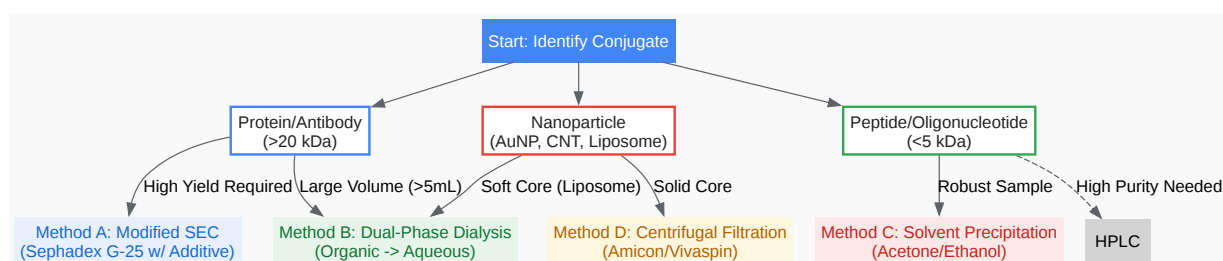 Start: Identify Conjugate
Protein/Antibody
(>20 kDa)
Nanoparticle
(AuNP, CNT, Liposome)
Peptide/Oligonucleotide
(<5 kDa)
High Yield Required
Large Volume (>5mL)
Soft Core (Liposome)
Solid Core
Robust Sample
High Purity Needed
Method A: Modified SEC
(Sephadex G-25 w/ Additive)
Method B: Dual-Phase Dialysis
(Organic -> Aqueous)
Method D: Centrifugal Filtration
(Amicon/Vivaspin)
Method C: Solvent Precipitation
(Acetone/Ethanol)
HPLC